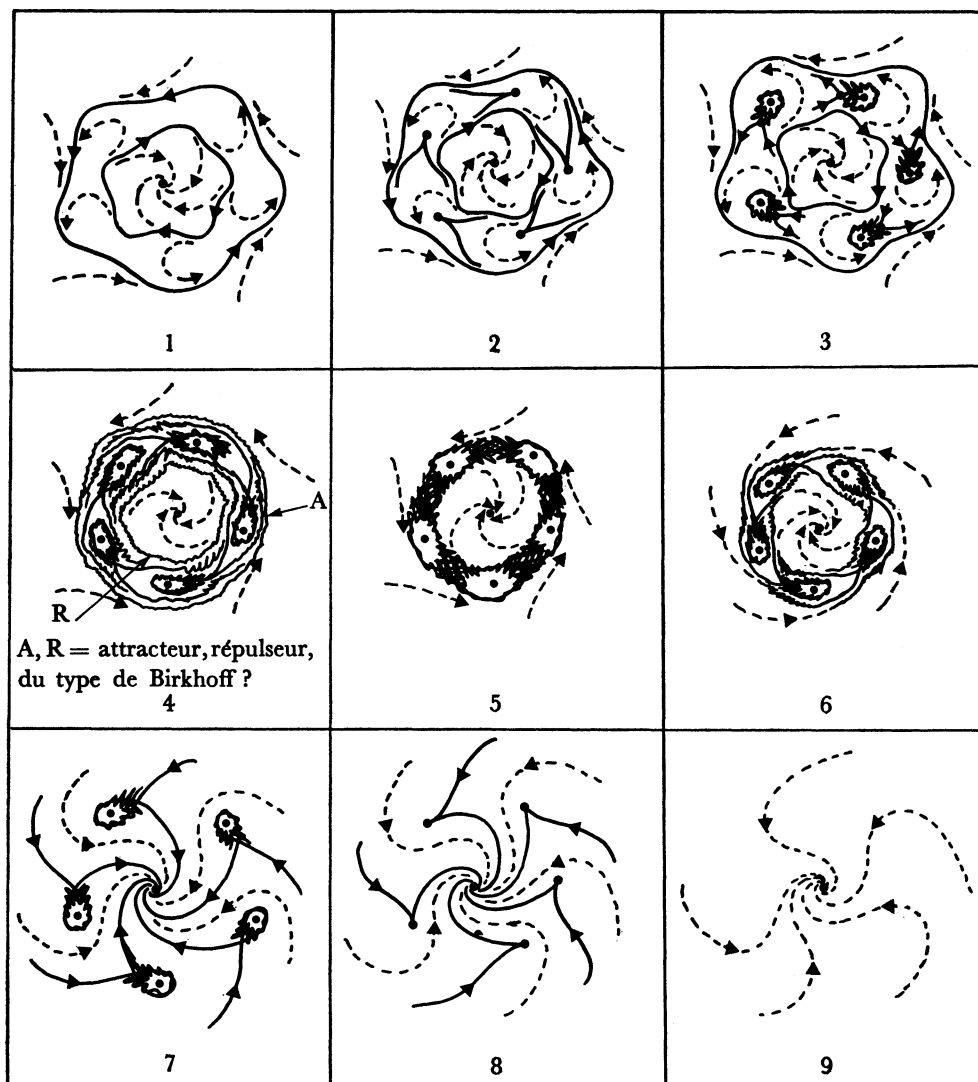 1
2
3
A
R
A, R = attracteur, répulseur,
du type de Birkhoff ?
4
5
6
7
8
9